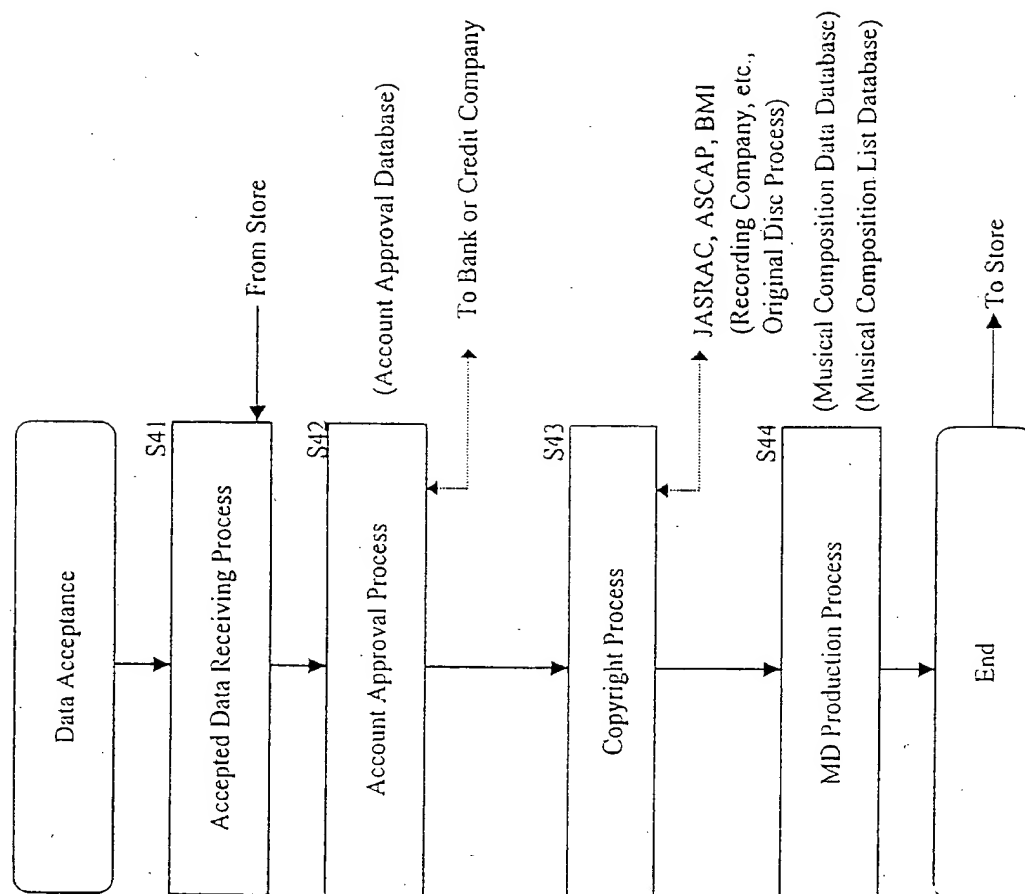 Data Acceptance
S41
Accepted Data Receiving Process
From Store
S42
Account Approval Process
(Account Approval Database)
To Bank or Credit Company
S43
Copyright Process
JASRAC, ASCAP, BMI
(Recording Company, etc.,
Original Disc Process)
S44
MD Production Process
(Musical Composition Data Database)
(Musical Composition List Database)
End
To Store